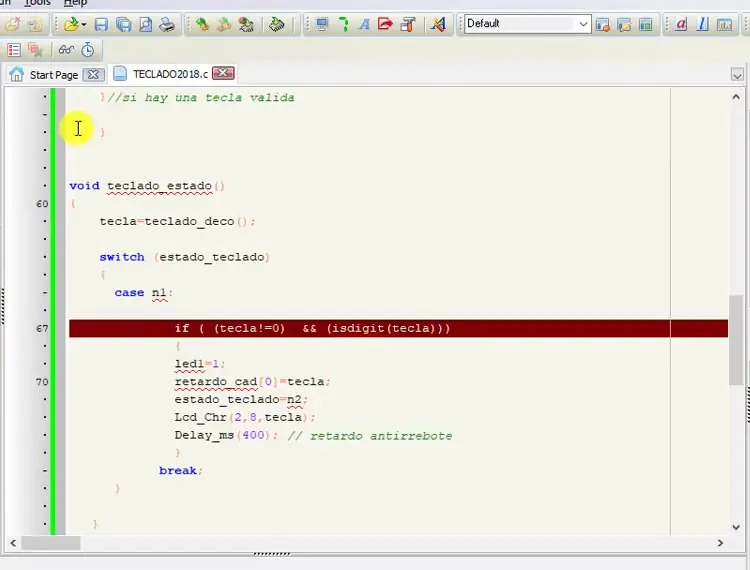 Tools Help
Default
Start Page TECLADO2018.c
}//si hay una tecla valida
}
void teclado_estado()
60 {
tecla=teclado_deco();
switch (estado_teclado)
{
case n1:
67 if ( (tecla!=0) && (isdigit(tecla)))
{
led1=1;
70 retardo_cad[0]=tecla;
estado_teclado=n2;
Lcd_Chr(2,8,tecla);
Delay_ms(400); // retardo antirrebote
}
break;
}
}